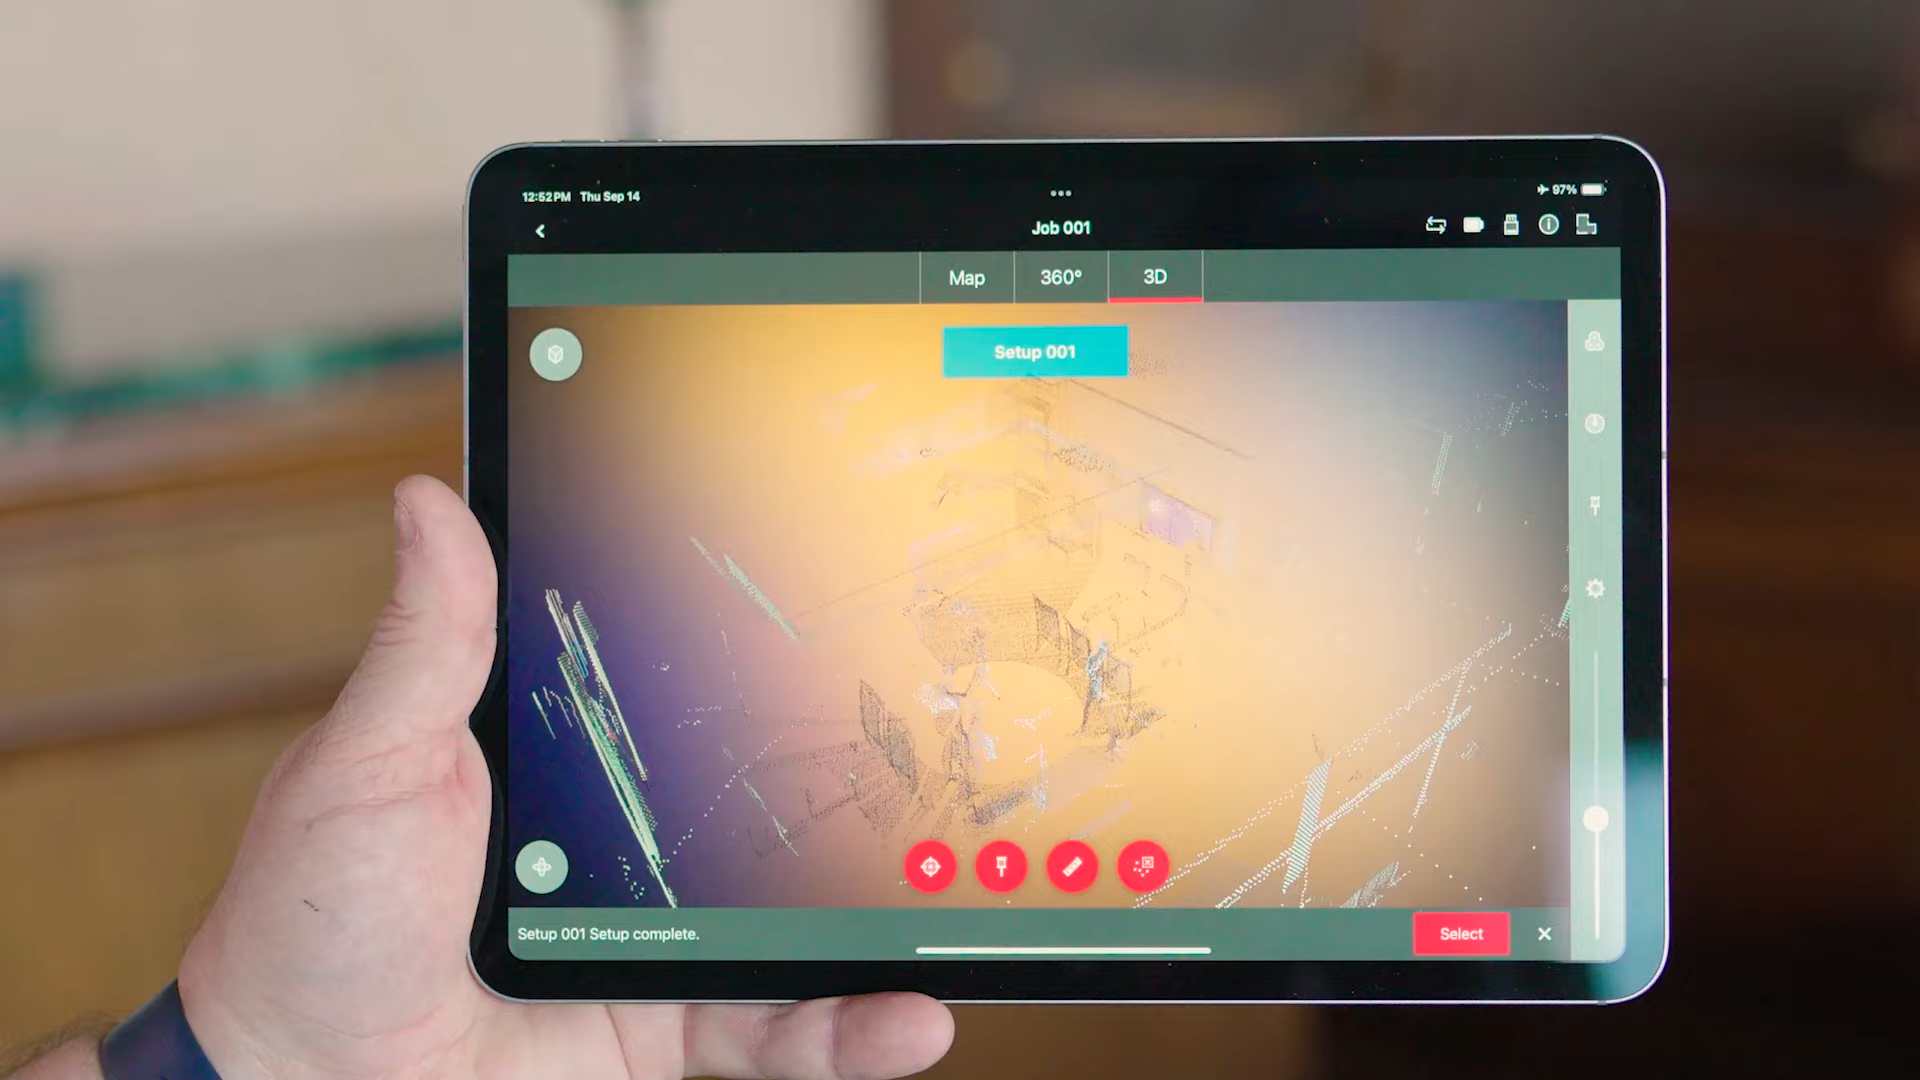 12:52 PM Thu Sep 14
97%
Job 001
Map 360° 3D
Setup 001
Setup 001 Setup complete.
Select